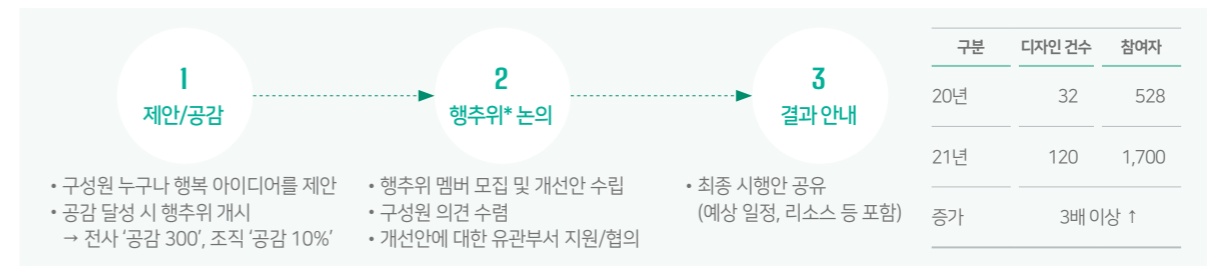 1
제안/공감
• 구성원 누구나 행복 아이디어를 제안
• 공감 달성 시 행추위 개시
→ 전사 ‘공감 300’, 조직 ‘공감 10%’
2
행추위* 논의
• 행추위 멤버 모집 및 개선안 수립
• 구성원 의견 수렴
• 개선안에 대한 유관부서 지원/협의
3
결과 안내
• 최종 시행안 공유
(예상 일정, 리소스 등 포함)
구분 디자인 건수 참여자
20년 32 528
21년 120 1,700
증가 3배 이상 ↑